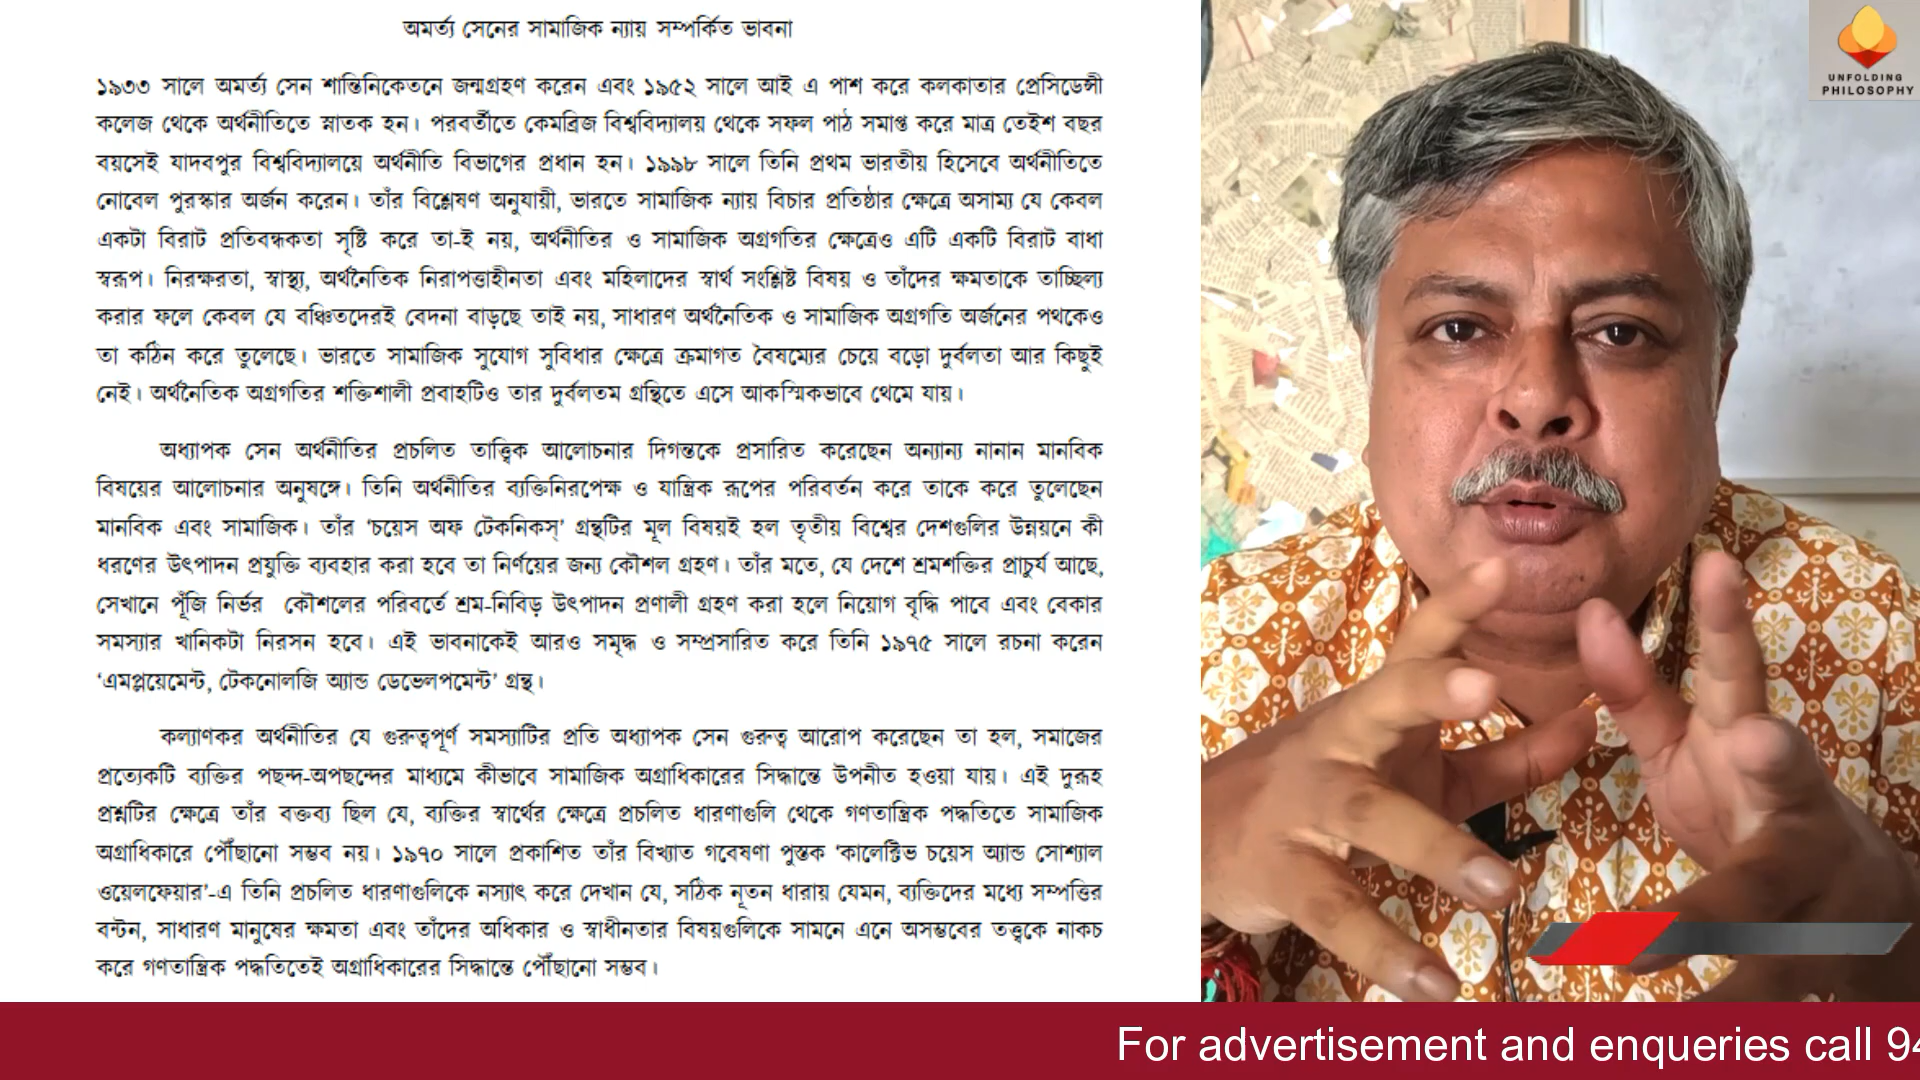 অমর্ত্য সেনের সামাজিক ন্যায় সম্পর্কিত ভাবনা
১৯৩৩ সালে অমর্ত্য সেন শান্তিনিকেতনে জন্মগ্রহণ করেন এবং ১৯৫২ সালে আই এ পাশ করে কলকাতার প্রেসিডেন্সী
কলেজ থেকে অর্থনীতিতে স্নাতক হন। পরবর্তীতে কেমব্রিজ বিশ্ববিদ্যালয় থেকে সফল পাঠ সমাপ্ত করে মাত্র তেইশ বছর
বয়সেই যাদবপুর বিশ্ববিদ্যালয়ে অর্থনীতি বিভাগের প্রধান হন। ১৯৯৮ সালে তিনি প্রথম ভারতীয় হিসেবে অর্থনীতিতে
নোবেল পুরস্কার অর্জন করেন। তাঁর বিশ্লেষণ অনুযায়ী, ভারতে সামাজিক ন্যায় বিচার প্রতিষ্ঠার ক্ষেত্রে অসাম্য যে কেবল
একটা বিরাট প্রতিবন্ধকতা সৃষ্টি করে তা-ই নয়, অর্থনীতির ও সামাজিক অগ্রগতির ক্ষেত্রেও এটি একটি বিরাট বাধা
স্বরূপ। নিরক্ষরতা, স্বাস্থ্য, অর্থনৈতিক নিরাপত্তাহীনতা এবং মহিলাদের স্বার্থ সংশ্লিষ্ট বিষয় ও তাঁদের ক্ষমতাকে তাচ্ছিল্য
করার ফলে কেবল যে বঞ্চিতদেরই বেদনা বাড়ছে তাই নয়, সাধারণ অর্থনৈতিক ও সামাজিক অগ্রগতি অর্জনের পথকেও
তা কঠিন করে তুলেছে। ভারতে সামাজিক সুযোগ সুবিধার ক্ষেত্রে ক্রমাগত বৈষম্যের চেয়ে বড়ো দুর্বলতা আর কিছুই
নেই। অর্থনৈতিক অগ্রগতির শক্তিশালী প্রবাহটিও তার দুর্বলতম গ্রন্থিতে এসে আকস্মিকভাবে থেমে যায়।
অধ্যাপক সেন অর্থনীতির প্রচলিত তাত্ত্বিক আলোচনার দিগন্তকে প্রসারিত করেছেন অন্যান্য নানান মানবিক
বিষয়ের আলোচনার অনুষঙ্গে। তিনি অর্থনীতির ব্যক্তিনিরপেক্ষ ও যান্ত্রিক রূপের পরিবর্তন করে তাকে করে তুলেছেন
মানবিক এবং সামাজিক। তাঁর ‘চয়েস অফ টেকনিকস্’ গ্রন্থটির মূল বিষয়ই হল তৃতীয় বিশ্বের দেশগুলির উন্নয়নে কী
ধরণের উৎপাদন প্রযুক্তি ব্যবহার করা হবে তা নির্ণয়ের জন্য কৌশল গ্রহণ। তাঁর মতে, যে দেশে শ্রমশক্তির প্রাচুর্য আছে,
সেখানে পূঁজি নির্ভর কৌশলের পরিবর্তে শ্রম-নিবিড় উৎপাদন প্রণালী গ্রহণ করা হলে নিয়োগ বৃদ্ধি পাবে এবং বেকার
সমস্যার খানিকটা নিরসন হবে। এই ভাবনাকেই আরও সমৃদ্ধ ও সম্প্রসারিত করে তিনি ১৯৭৫ সালে রচনা করেন
‘এমপ্লয়েমেন্ট, টেকনোলজি অ্যান্ড ডেভেলপমেন্ট’ গ্রন্থ।
কল্যাণকর অর্থনীতির যে গুরুত্বপূর্ণ সমস্যাটির প্রতি অধ্যাপক সেন গুরুত্ব আরোপ করেছেন তা হল, সমাজের
প্রত্যেকটি ব্যক্তির পছন্দ-অপছন্দের মাধ্যমে কীভাবে সামাজিক অগ্রাধিকারের সিদ্ধান্তে উপনীত হওয়া যায়। এই দুরূহ
প্রশ্নটির ক্ষেত্রে তাঁর বক্তব্য ছিল যে, ব্যক্তির স্বার্থের ক্ষেত্রে প্রচলিত ধারণাগুলি থেকে গণতান্ত্রিক পদ্ধতিতে সামাজিক
অগ্রাধিকারে পৌঁছানো সম্ভব নয়। ১৯৭০ সালে প্রকাশিত তাঁর বিখ্যাত গবেষণা পুস্তক ‘কালেক্টিভ চয়েস অ্যান্ড সোশ্যাল
ওয়েলফেয়ার’-এ তিনি প্রচলিত ধারণাগুলিকে নস্যাৎ করে দেখান যে, সঠিক নূতন ধারায় যেমন, ব্যক্তিদের মধ্যে সম্পত্তির
বন্টন, সাধারণ মানুষের ক্ষমতা এবং তাঁদের অধিকার ও স্বাধীনতার বিষয়গুলিকে সামনে এনে অসম্ভবের তত্ত্বকে নাকচ
করে গণতান্ত্রিক পদ্ধতিতেই অগ্রাধিকারের সিদ্ধান্তে পৌঁছানো সম্ভব।
UNFOLDING
PHILOSOPHY
For advertisement and enqueries call 94